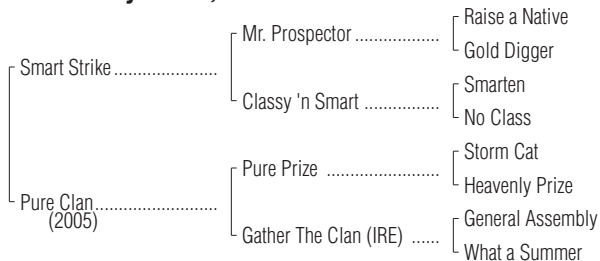 Raise a Native
Mr. Prospector ..................
Gold Digger
Smart Strike ......................
Smarten
Classy 'n Smart ................
No Class
Storm Cat
Pure Prize ........................
Heavenly Prize
Pure Clan..........................
(2005)
General Assembly
Gather The Clan (IRE) ......
What a Summer